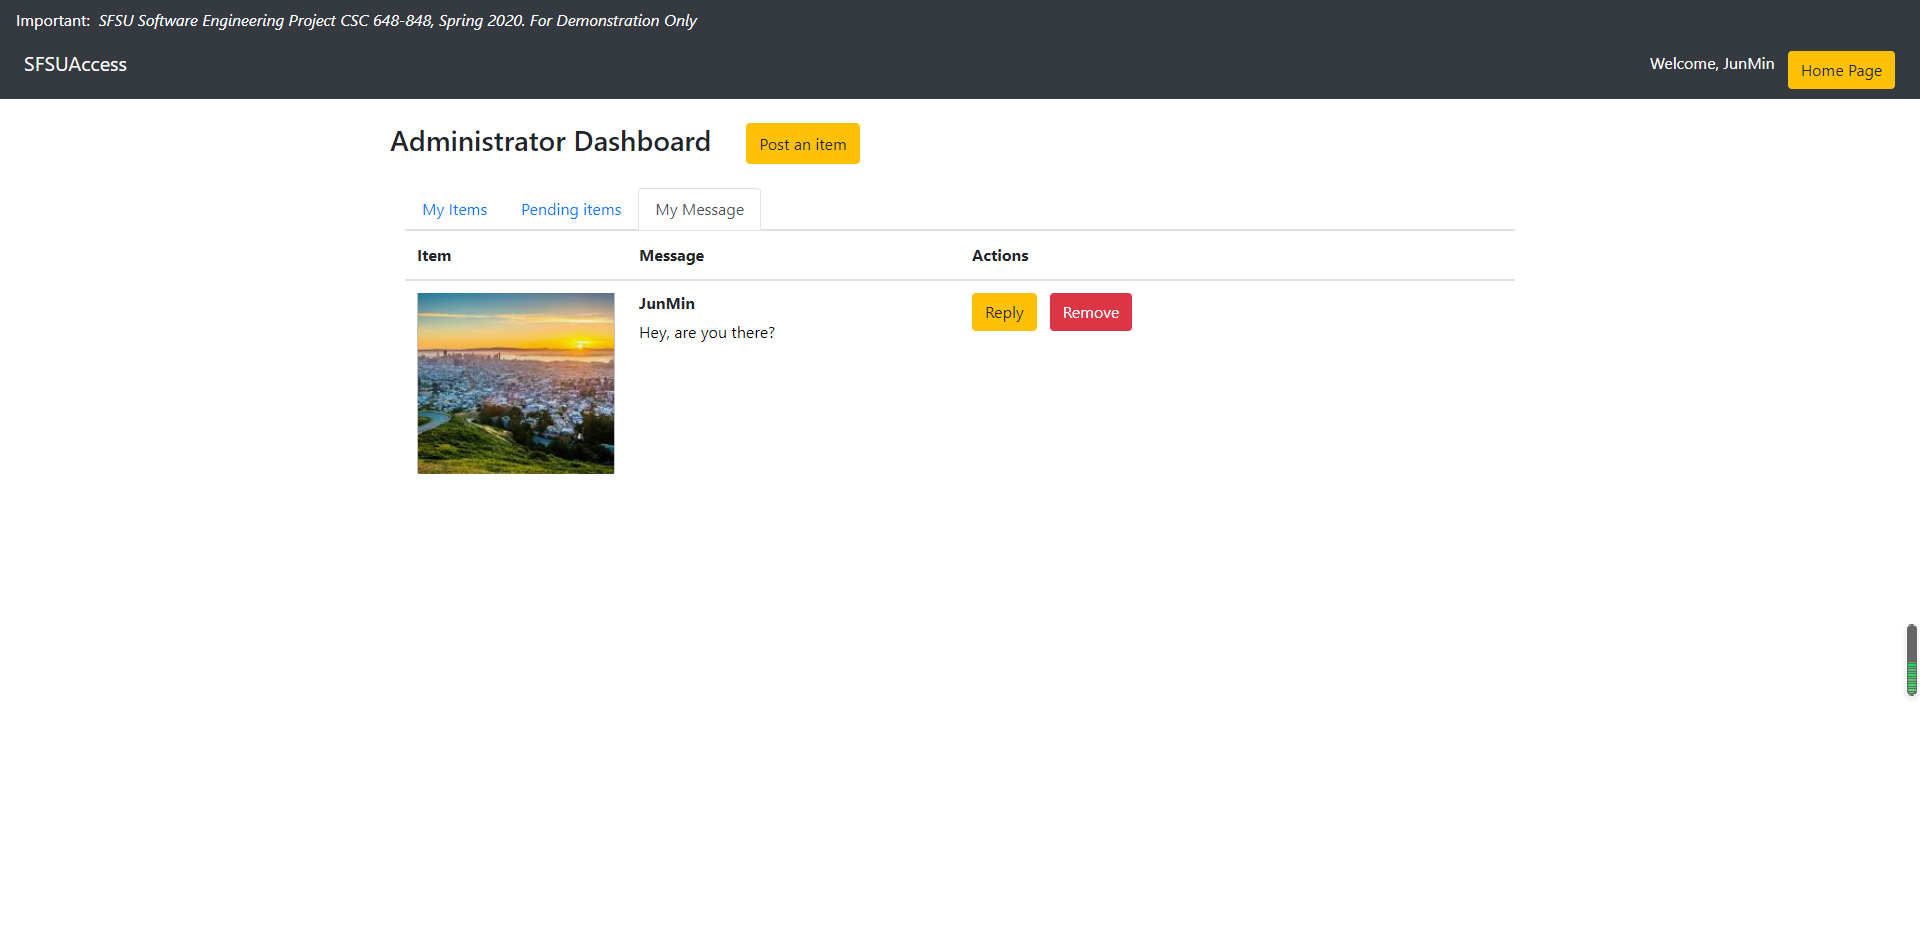 Important: SFSU Software Engineering Project CSC 648-848, Spring 2020. For Demonstration Only
SFSUAccess
Welcome, JunMin
Home Page
Administrator Dashboard
Post an item
My Items
Pending items
My Message
Item
Message
Actions
JunMin
Hey, are you there?
Reply
Remove